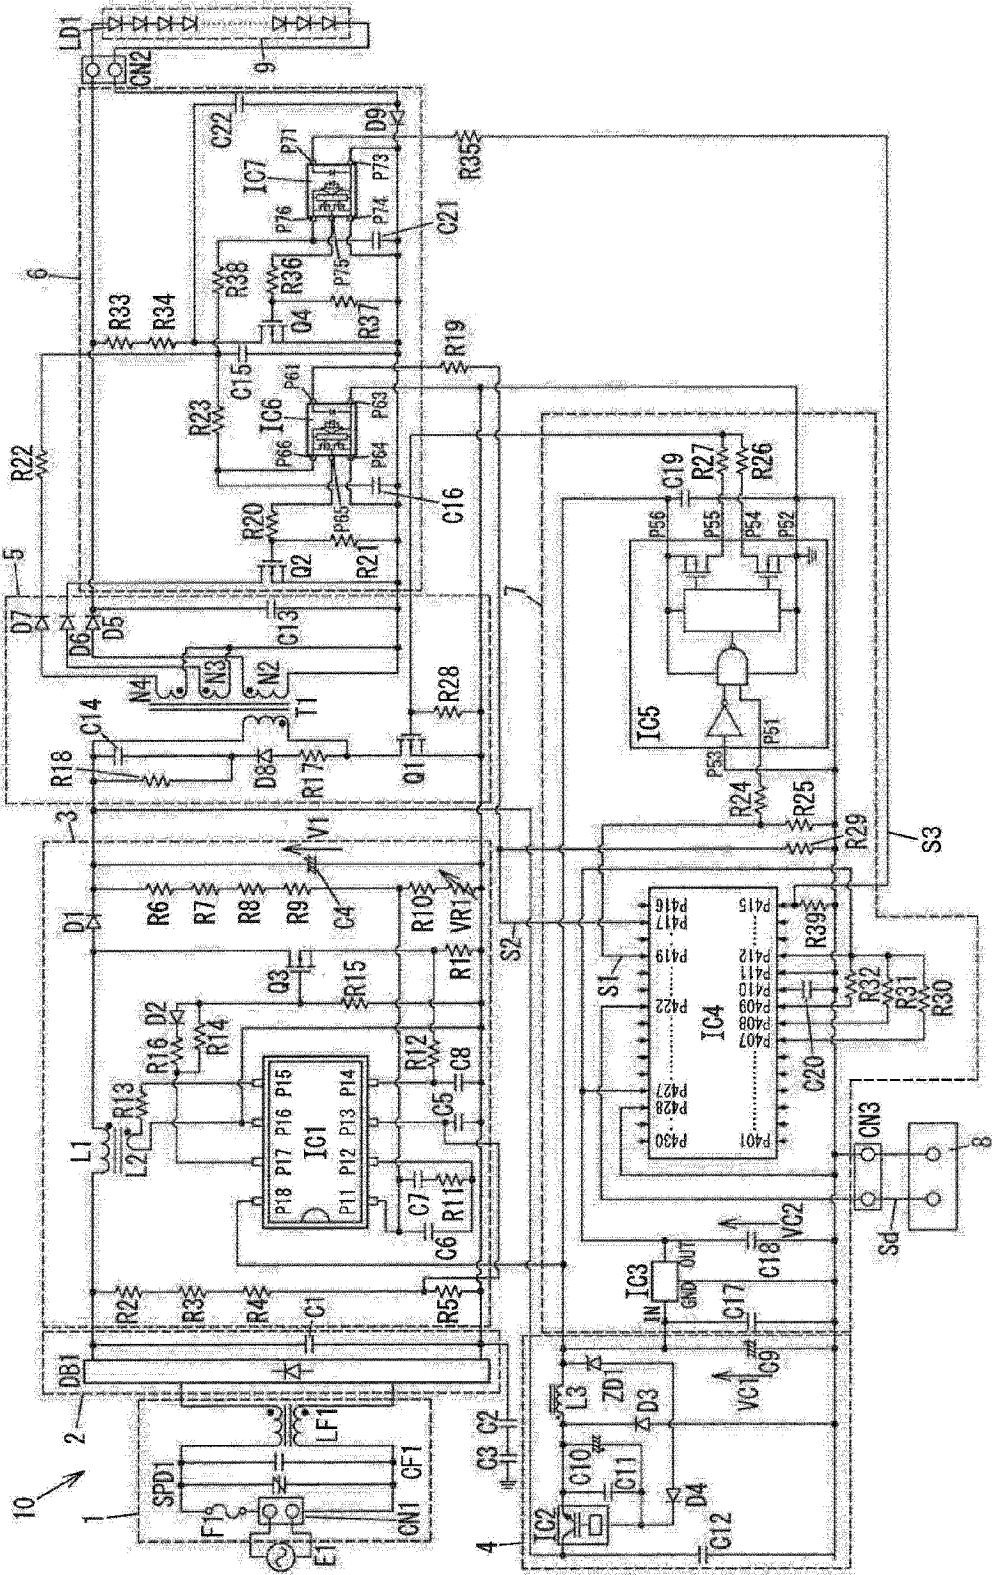 10
1
2
3
4
5
6
7
8
9
E1
F1
SPD1
CN1
LF1
CF1
DB1
C1
C2
C3
R2
R3
R4
R5
L1
L2
R13
R16
D2
R14
Q3
R15
D1
R6
R7
R8
R9
R10
VR1
C4
V1
R1
R12
C8
C5
C7
R11
C6
P18
P17
P16
P15
IC1
P11
P12
P13
P14
R18
C14
D8
R17
Q1
R28
T1
N4
N3
N2
D7
D6
D5
C13
R22
R33
R34
R23
C15
R20
Q2
R21
IC6
P61
P63
P64
P65
P66
C16
R38
R36
Q4
R37
IC7
P71
P73
P74
P75
P76
C21
C22
D9
R35
R19
CN2
LD1
IC2
C10
C11
C12
D4
D3
L3
ZD1
VC1
C9
IC3
IN
OUT
GND
C17
C18
VC2
CN3
Sd
IC4
P430
P428
P427
P422
P419
P417
P416
P401
P407
P408
P409
P410
P411
P412
P415
C20
R30
R31
R32
R39
S1
S2
S3
R24
R25
R29
IC5
P51
P52
P53
P54
P55
P56
C19
R27
R26